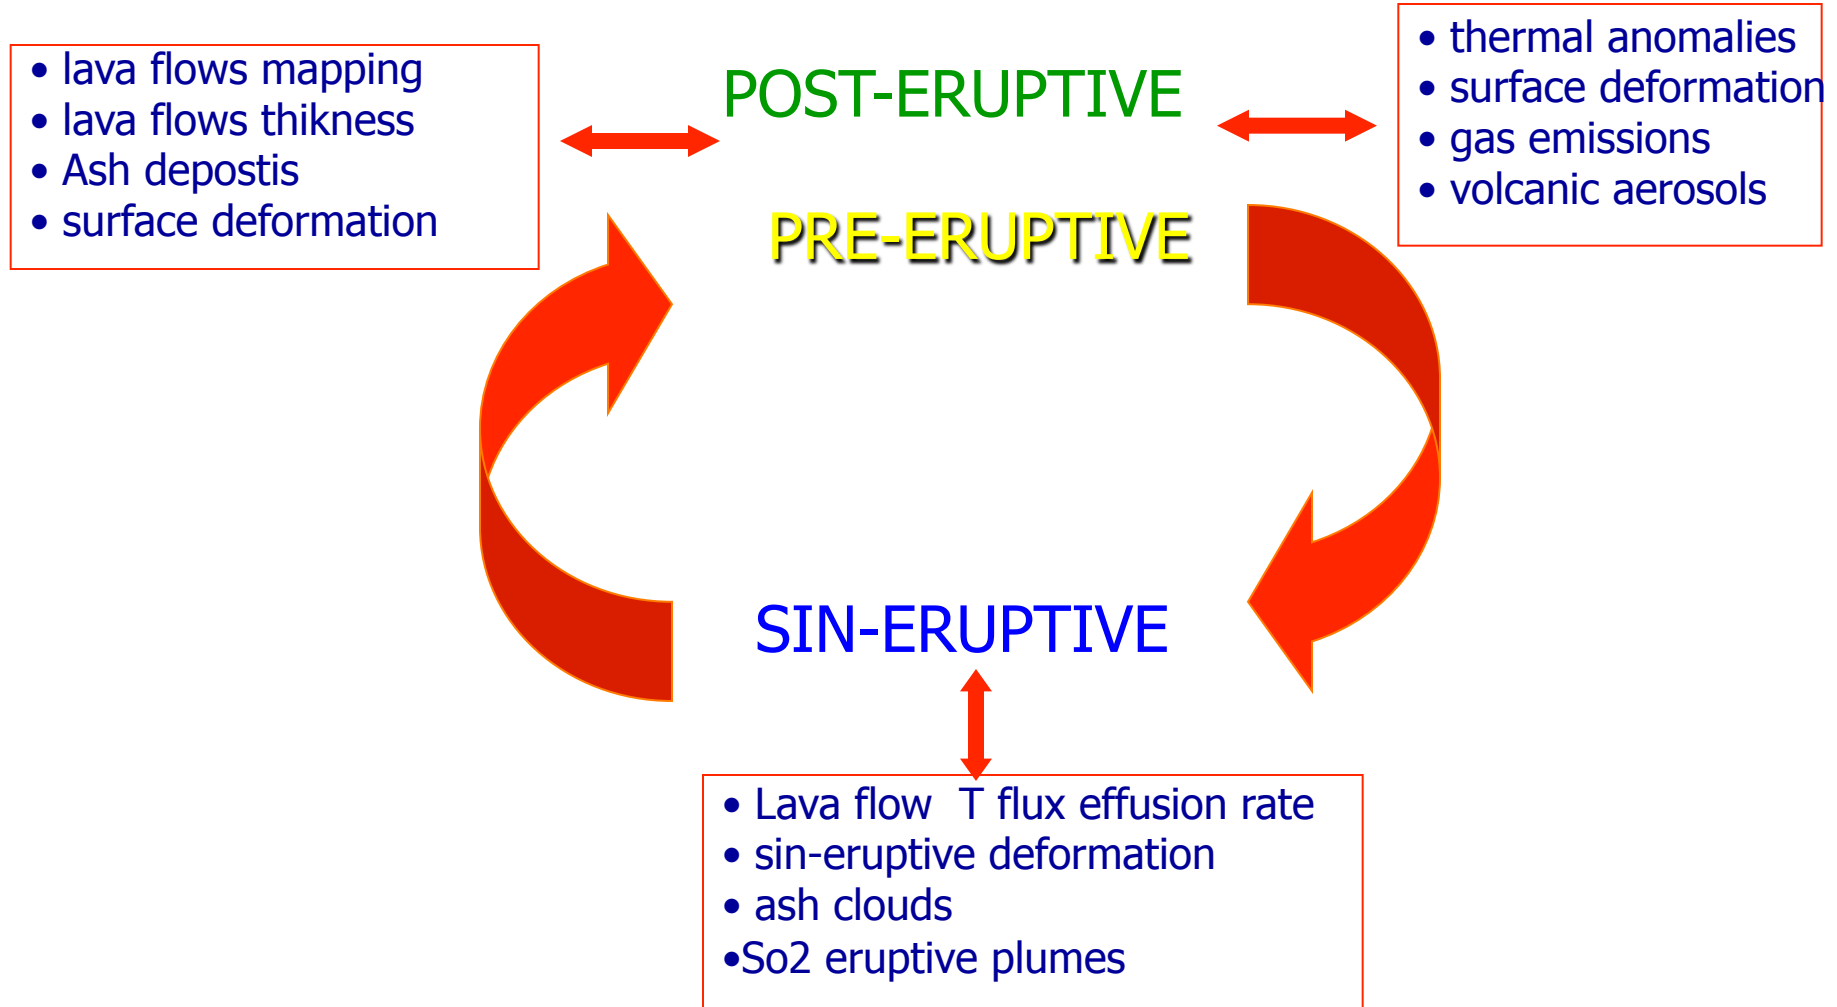 • lava flows mapping
• lava flows thikness
• Ash depostis
• surface deformation
POST-ERUPTIVE
PRE-ERUPTIVE
• thermal anomalies
• surface deformation
• gas emissions
• volcanic aerosols
SIN-ERUPTIVE
• Lava flow  T flux effusion rate
• sin-eruptive deformation
• ash clouds
•So2 eruptive plumes